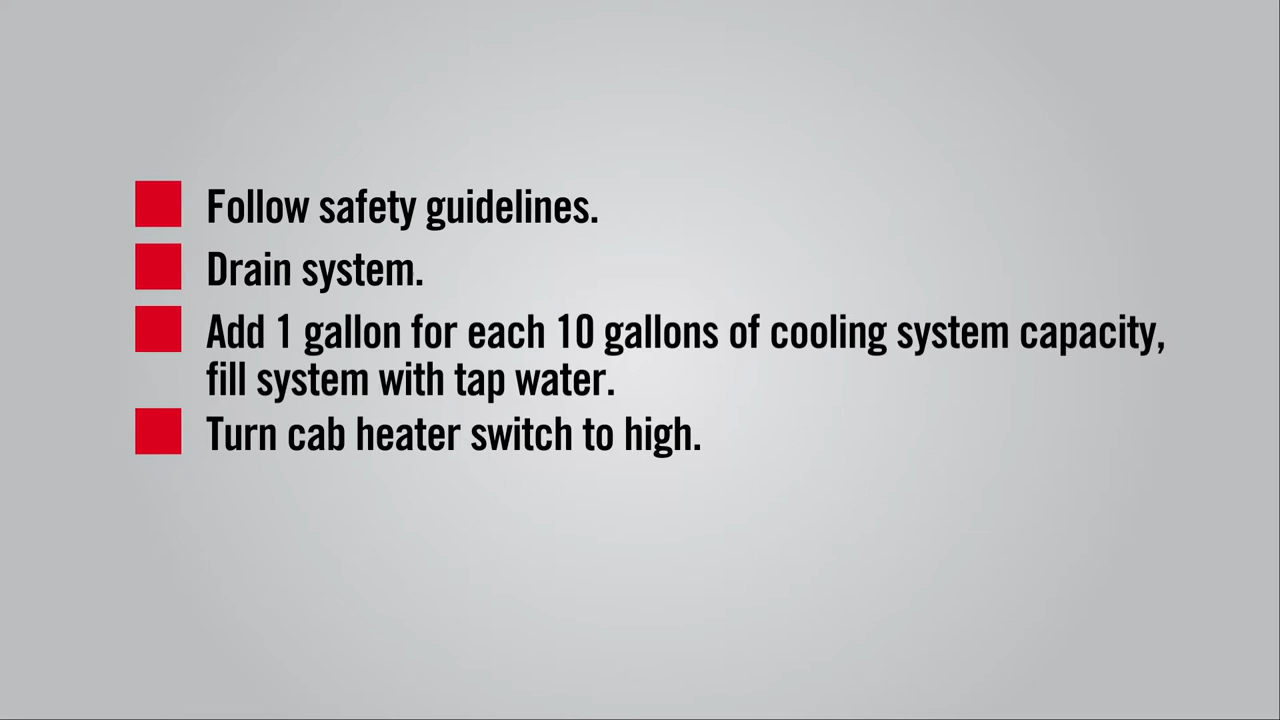 Follow safety guidelines.
Drain system.
Add 1 gallon for each 10 gallons of cooling system capacity,
fill system with tap water.
Turn cab heater switch to high.